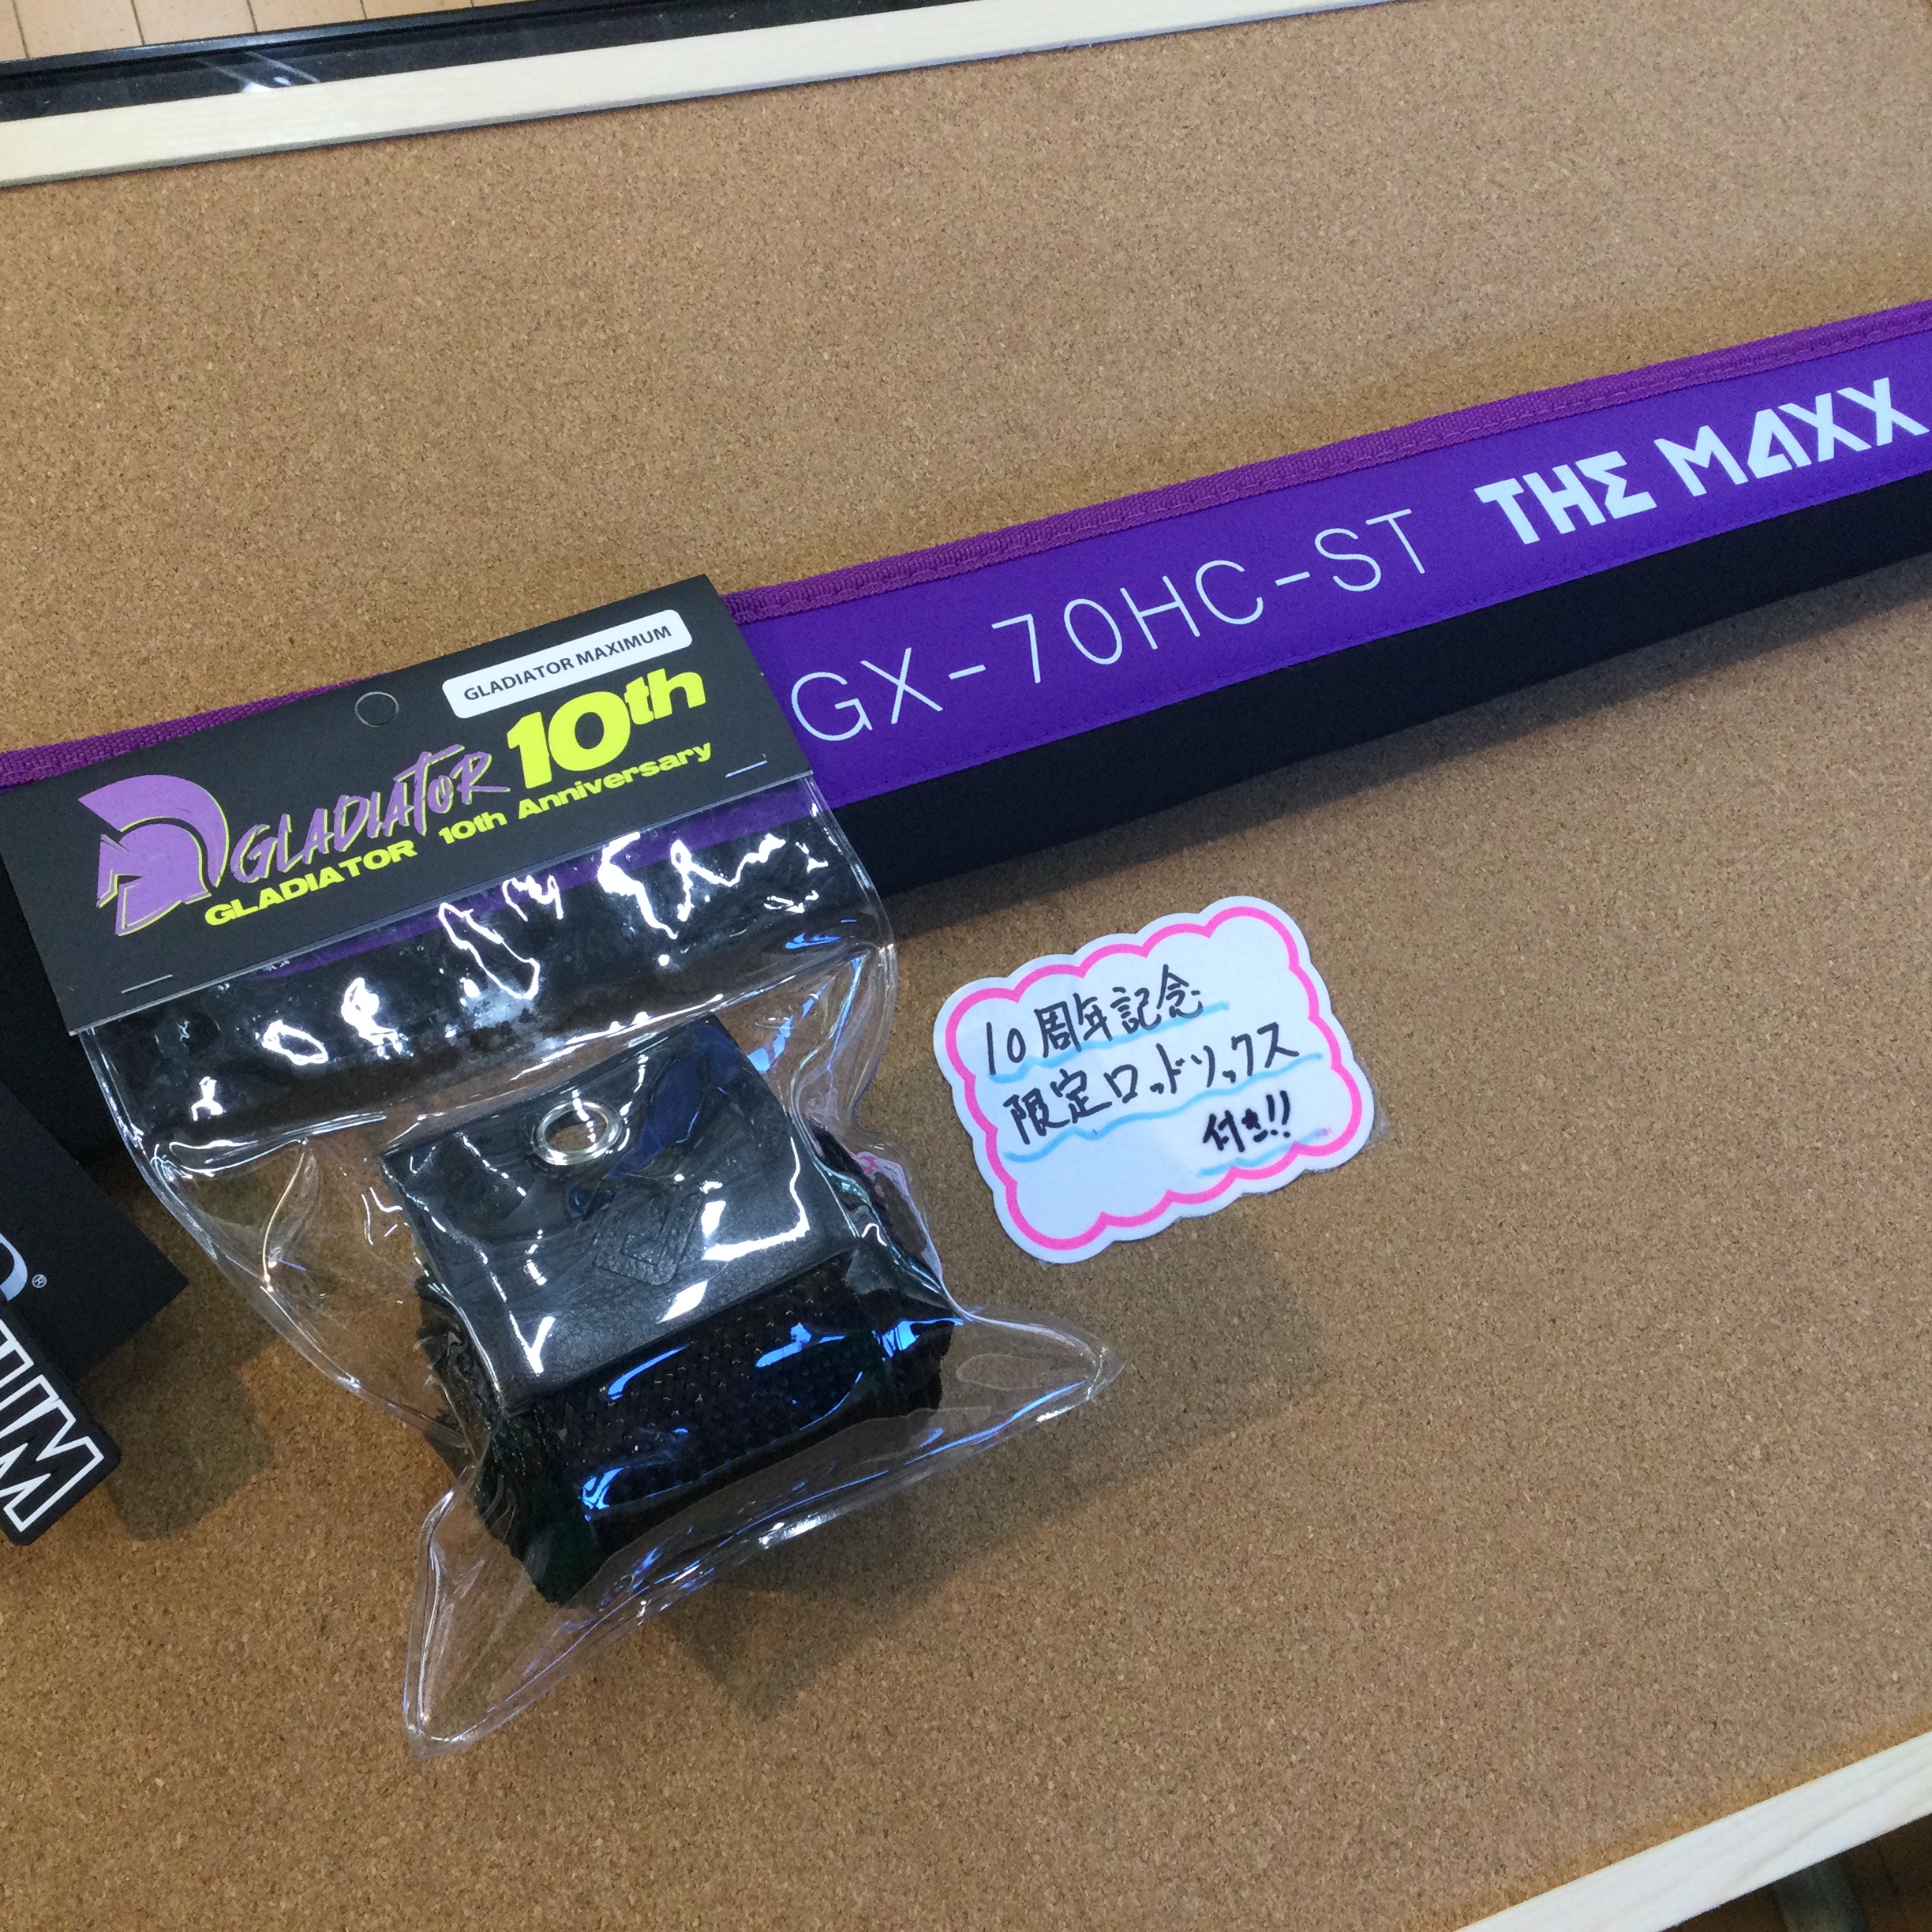 GX-70HC-ST THE MAXX
GLADIATOR MAXIMUM
GLADIATOR 10th
GLADIATOR 10th Anniversary
10周年記念
限定ロッドソックス
付き!!